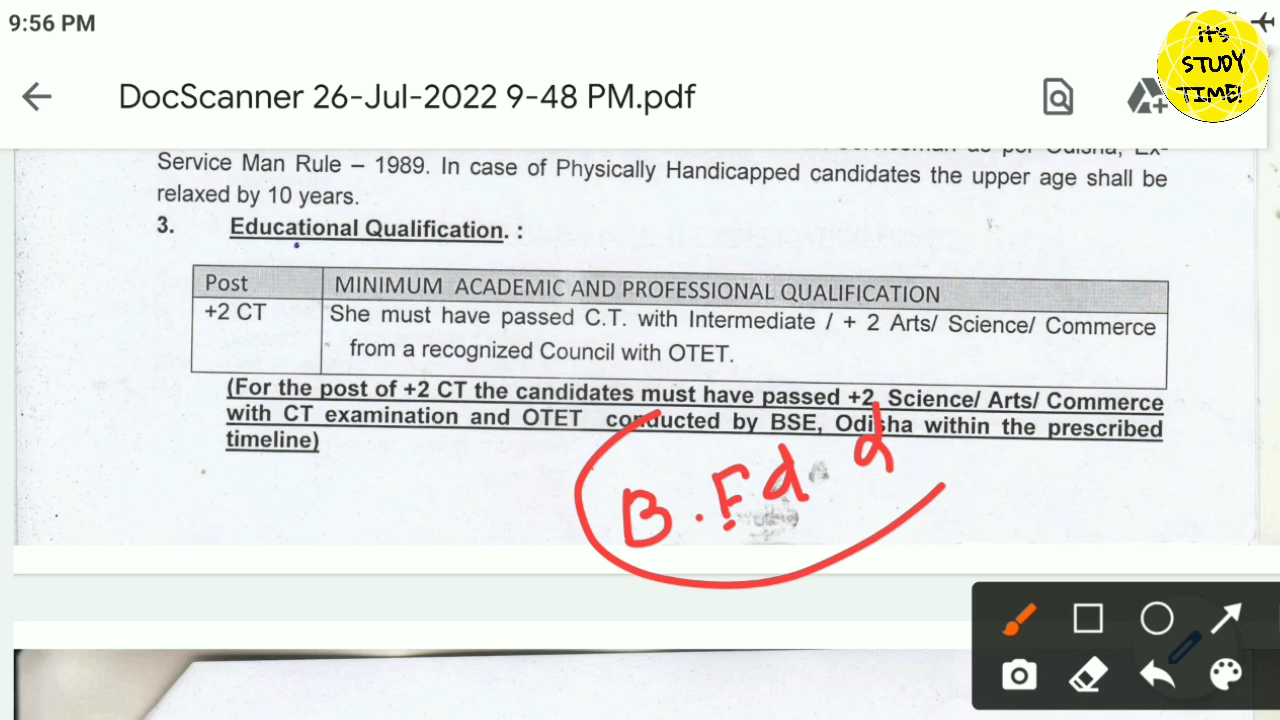 9:56 PM
IT'S
STUDY
TIME!
DocScanner 26-Jul-2022 9-48 PM.pdf
as per Odisha, Ex-
Service Man Rule – 1989. In case of Physically Handicapped candidates the upper age shall be
relaxed by 10 years.
3. Educational Qualification. :
Post MINIMUM ACADEMIC AND PROFESSIONAL QUALIFICATION
+2 CT She must have passed C.T. with Intermediate / + 2 Arts/ Science/ Commerce
from a recognized Council with OTET.
(For the post of +2 CT the candidates must have passed +2, Science/ Arts/ Commerce
with CT examination and OTET conducted by BSE, Odisha within the prescribed
timeline)
B.Ed d